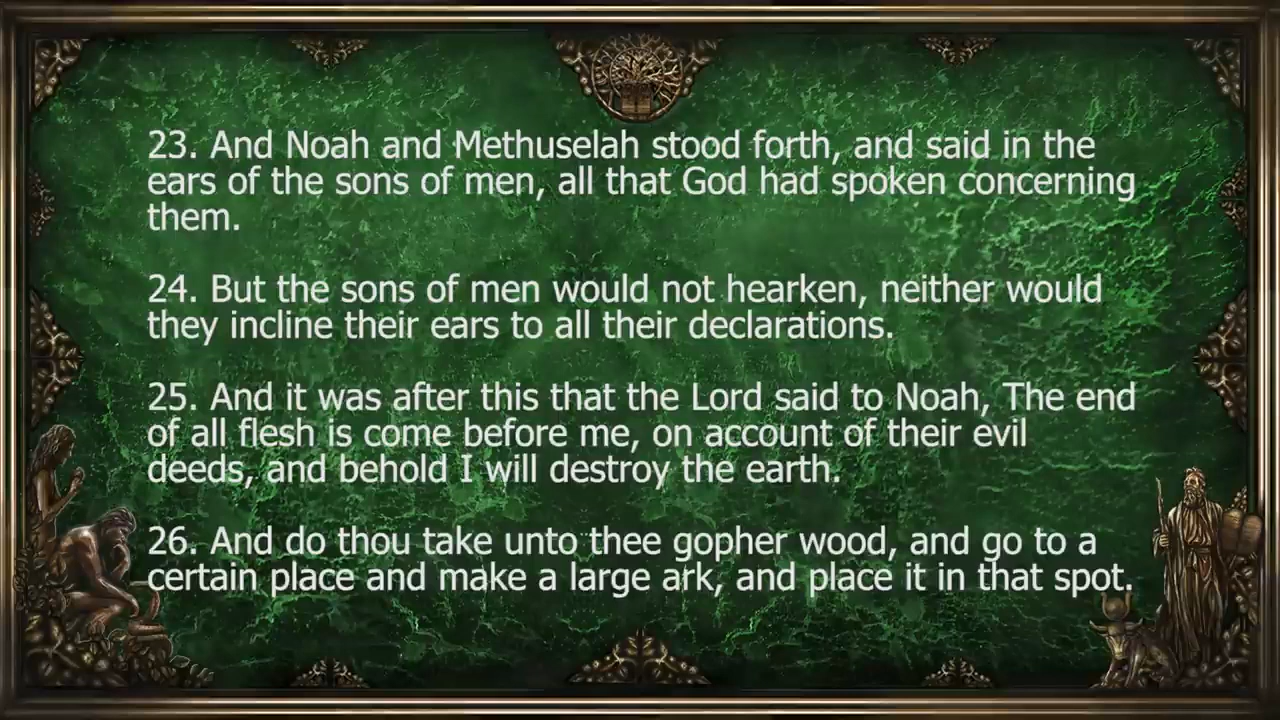 23. And Noah and Methuselah stood forth, and said in the
ears of the sons of men, all that God had spoken concerning
them.
24. But the sons of men would not hearken, neither would
they incline their ears to all their declarations.
25. And it was after this that the Lord said to Noah, The end
of all flesh is come before me, on account of their evil
deeds, and behold I will destroy the earth.
26. And do thou take unto thee gopher wood, and go to a
certain place and make a large ark, and place it in that spot.